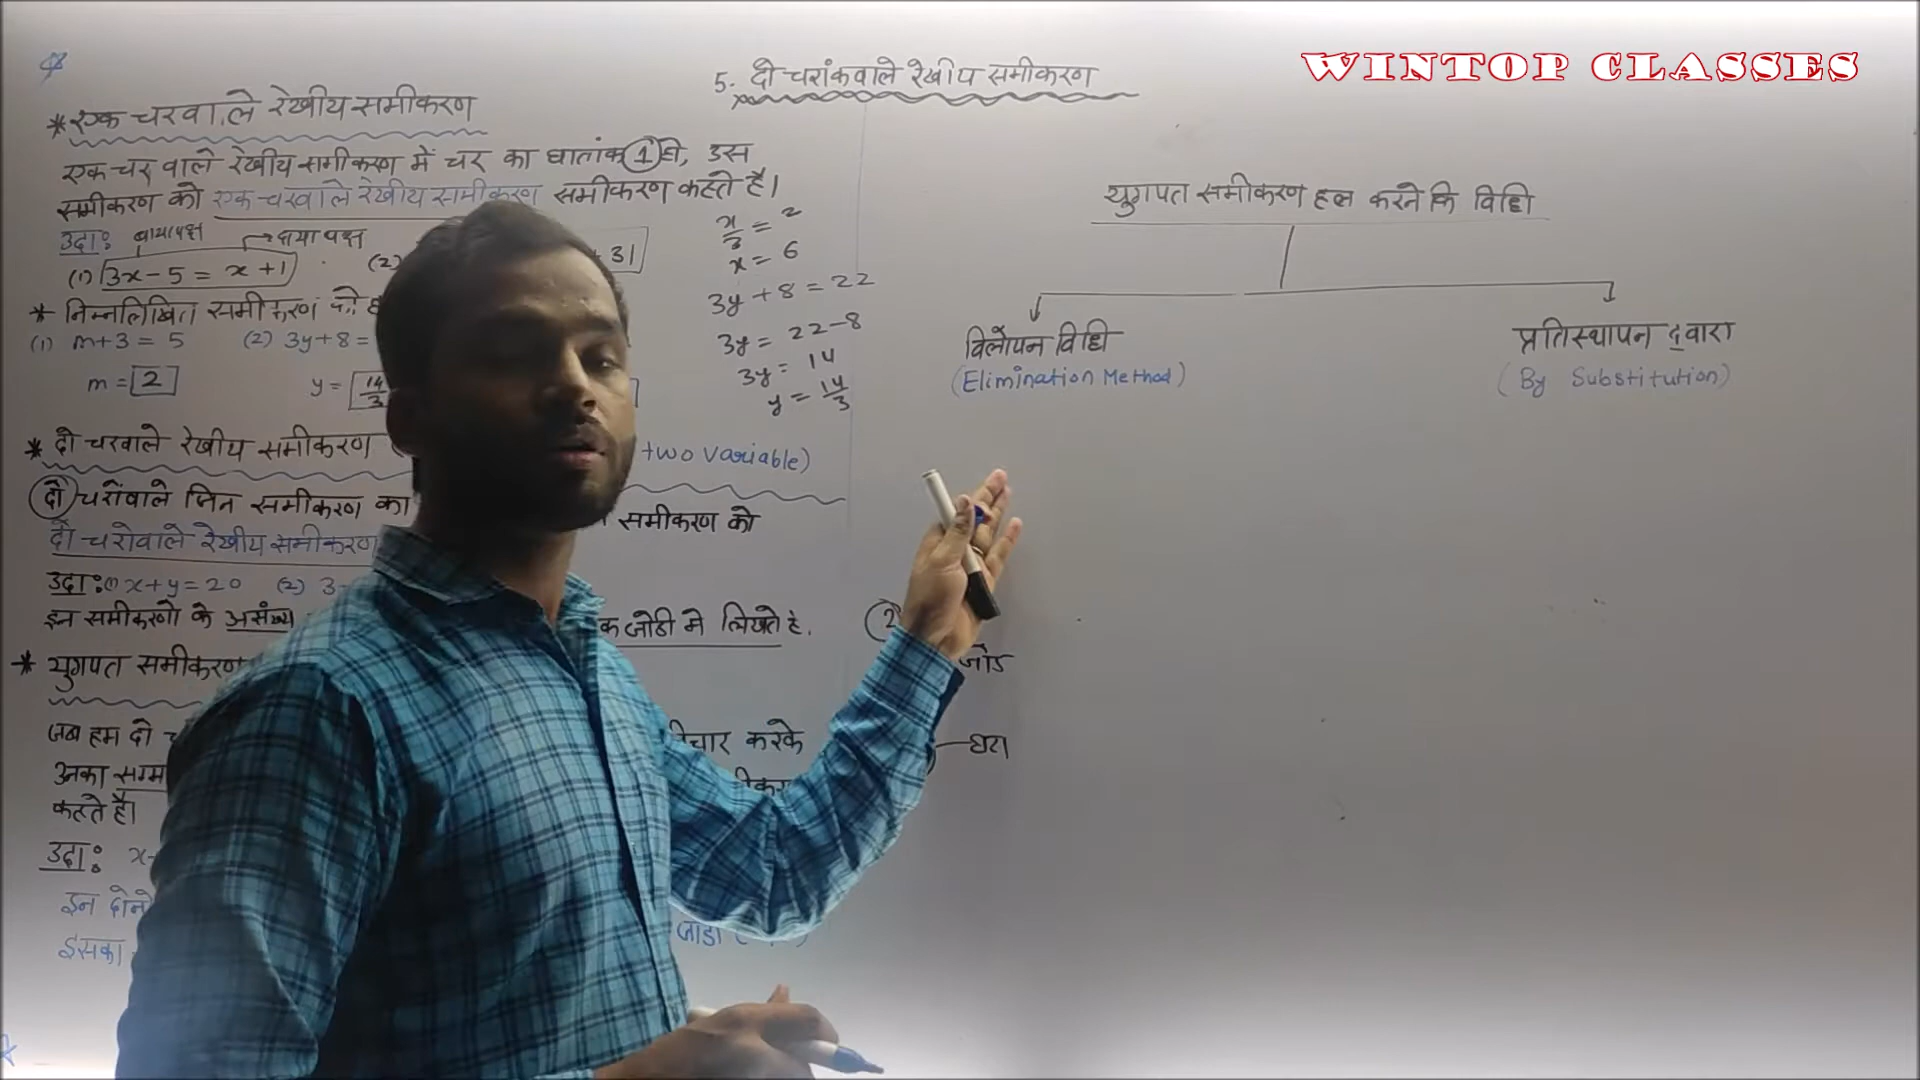 WINTOP CLASSES
5. दो चरांकवाले रेखीय समीकरण
* एक चरवाले रेखीय समीकरण
एक चर वाले रेखीय समीकरण में चर का घातांक 1 हो, उस
समीकरण को एक चरवाले रेखीय समीकरण समीकरण कहते है।
उदा: बायापक्ष दायापक्ष
(1) 3x - 5 = x + 1 (2) + 31
* निम्नलिखित समीकरण को
(1) m + 3 = 5 (2) 3y + 8 =
m = 2 y = 14/3
x/3 = 2
x = 6
3y + 8 = 22
3y = 22 - 8
3y = 14
y = 14/3
* दो चरवाले रेखीय समीकरण two variable)
दो चरोंवाले जिन समीकरण का समीकरण को
दो चरोवाले रेखीय समीकरण
उदा: (1) x + y = 20 (2) 3
इन समीकरणो के असंख्य क जोडी मे लिखते है.
* युगपत समीकरण
जब हम दो विचार करके
उनका
कहते है।
उदा: x
इन दोनो
इसका
युगपत समीकरण हल करने कि विधि
विलोपन विधि
(Elimination Method)
प्रतिस्थापन द्वारा
(By Substitution)
2
जोड
घटा